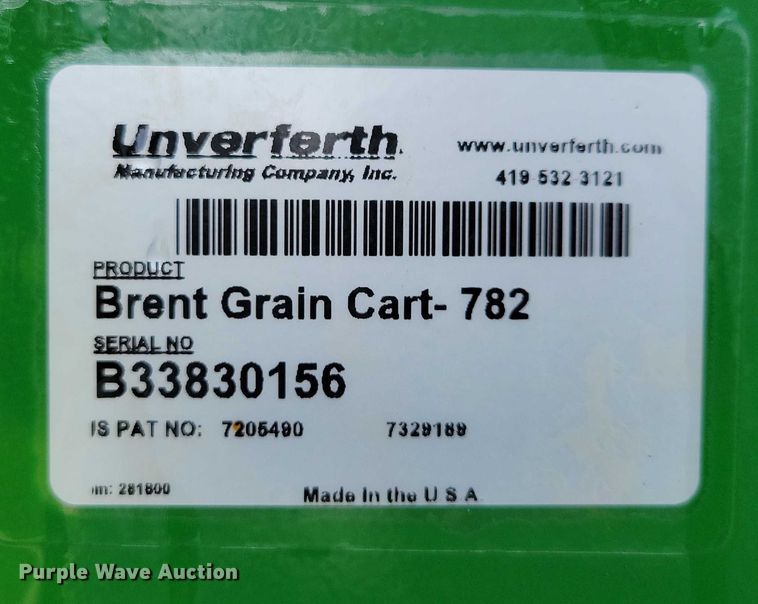 Unverferth
Manufacturing Company, Inc.
www.unverferth.com
419 532 3121
PRODUCT
Brent Grain Cart- 782
SERIAL NO
B33830156
IS PAT NO: 7205490 7329189
m: 281800
Made In the U S A
Purple Wave Auction